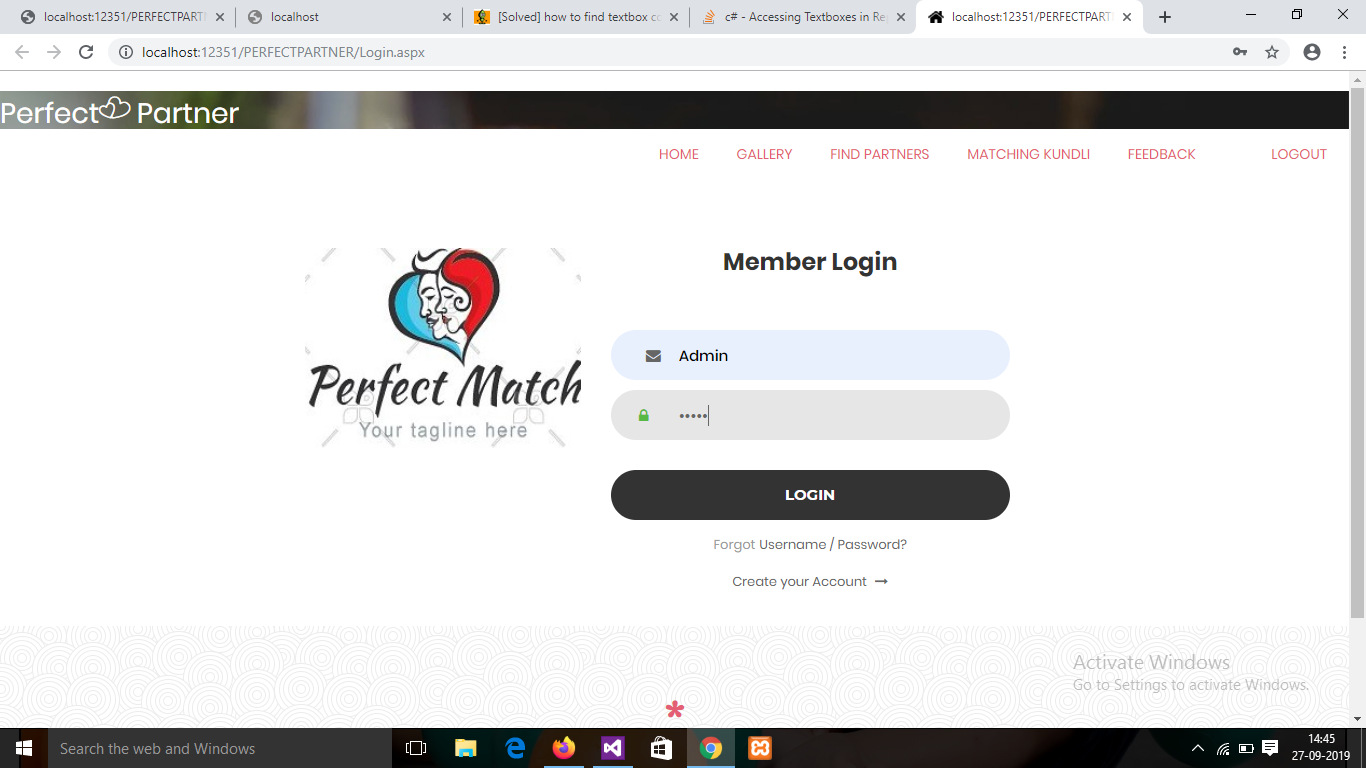 localhost:12351/PERFECTPART
localhost
[Solved] how to find textbox co
c# - Accessing Textboxes in Rep
localhost:12351/PERFECTPART
localhost:12351/PERFECTPARTNER/Login.aspx
Perfect Partner
HOME GALLERY FIND PARTNERS MATCHING KUNDLI FEEDBACK LOGOUT
Perfect Match
Your tagline here
Member Login
Admin
•••••
LOGIN
Forgot Username / Password?
Create your Account →
Activate Windows
Go to Settings to activate Windows.
*
Search the web and Windows
14:45
27-09-2019